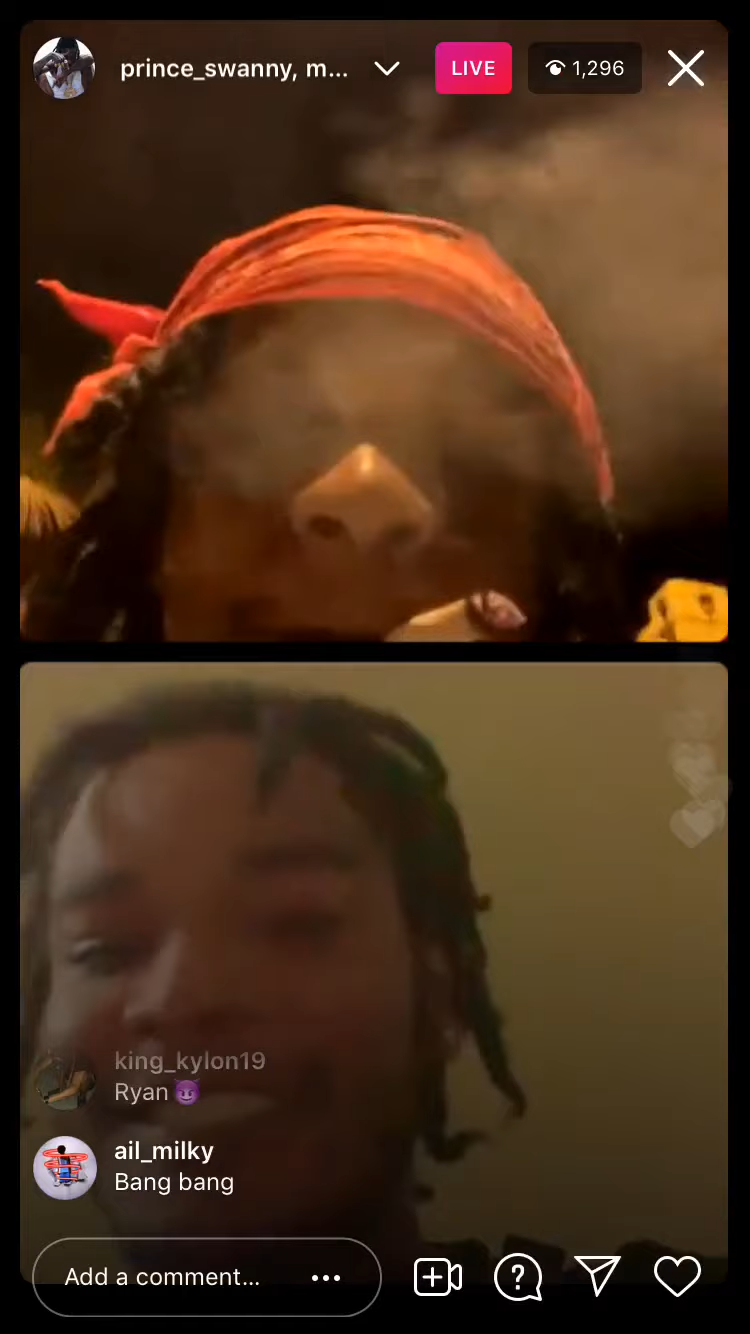 prince_swanny, m...
LIVE
1,296
king_kylon19
Ryan😈
ail_milky
Bang bang
Add a comment...